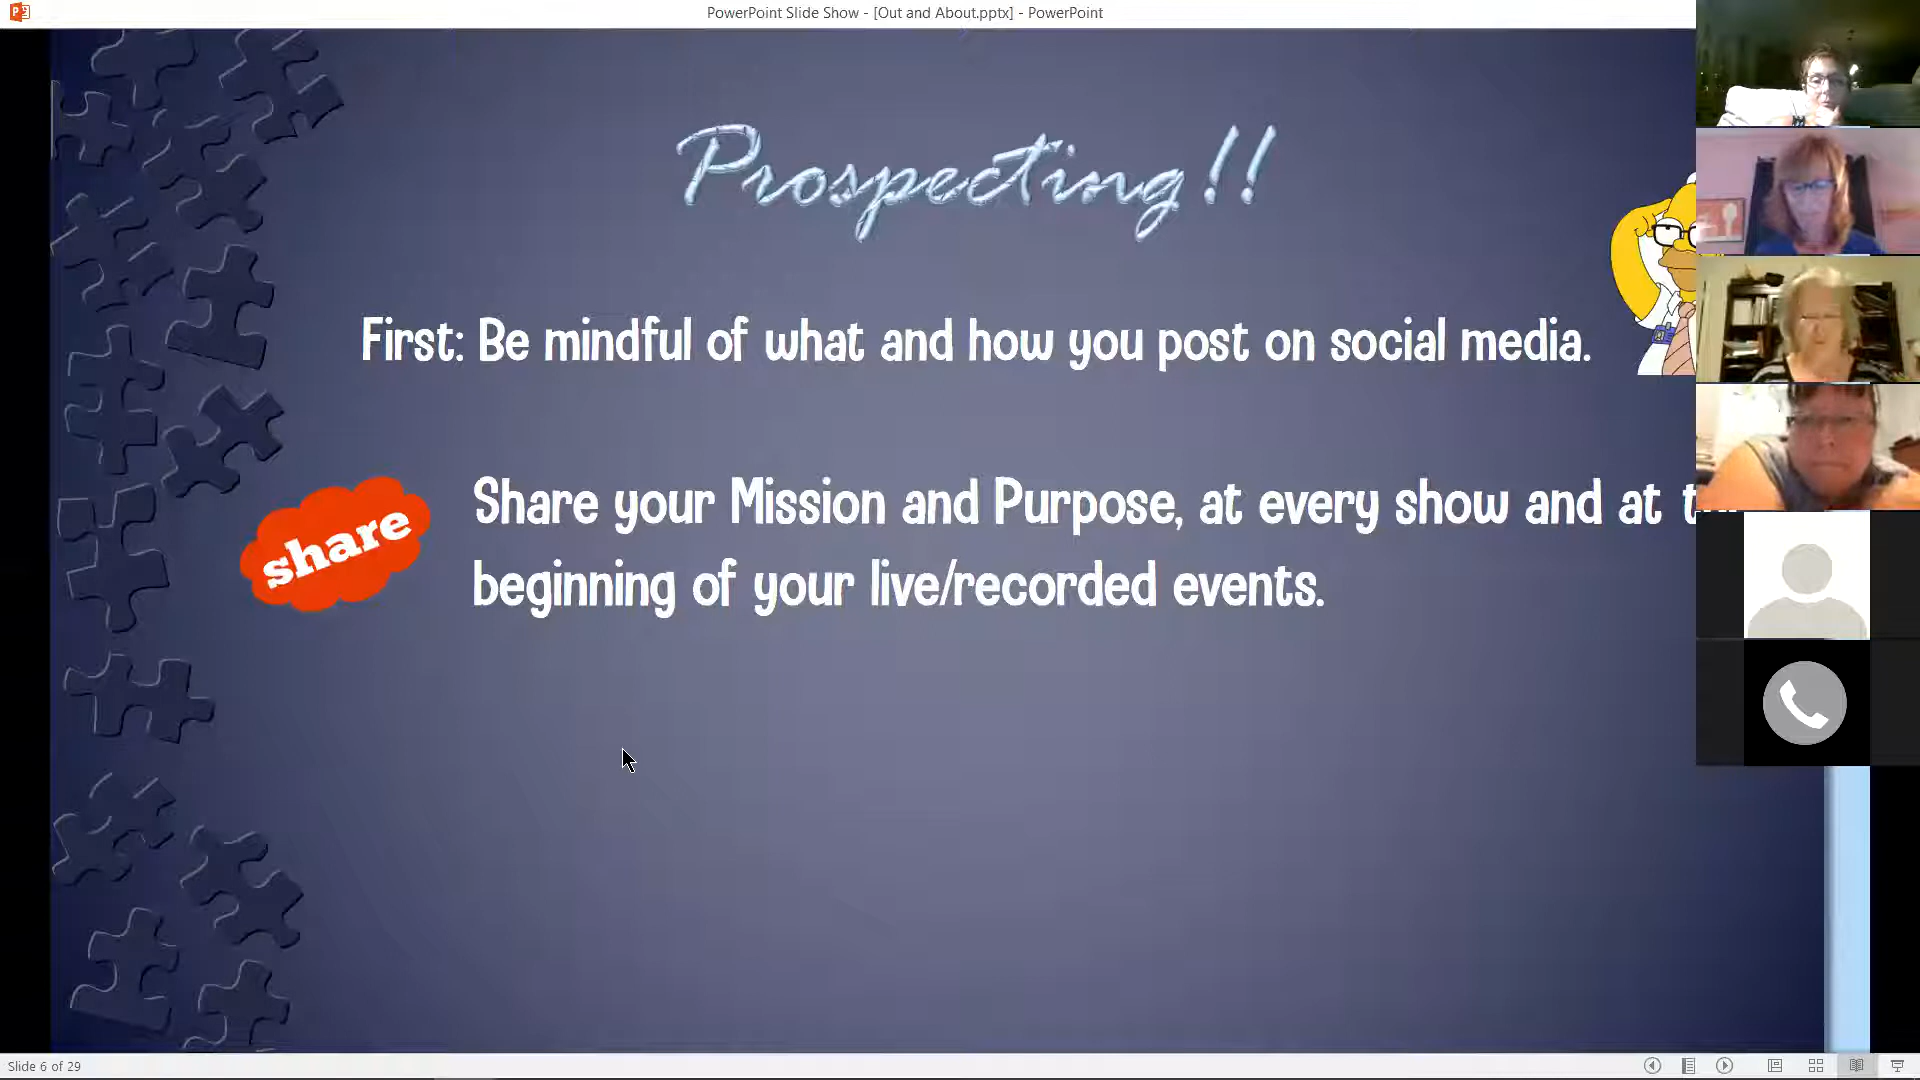 PowerPoint Slide Show - [Out and About.pptx] - PowerPoint
Prospecting!!
First: Be mindful of what and how you post on social media.
share
Share your Mission and Purpose, at every show and at
beginning of your live/recorded events.
Slide 6 of 29